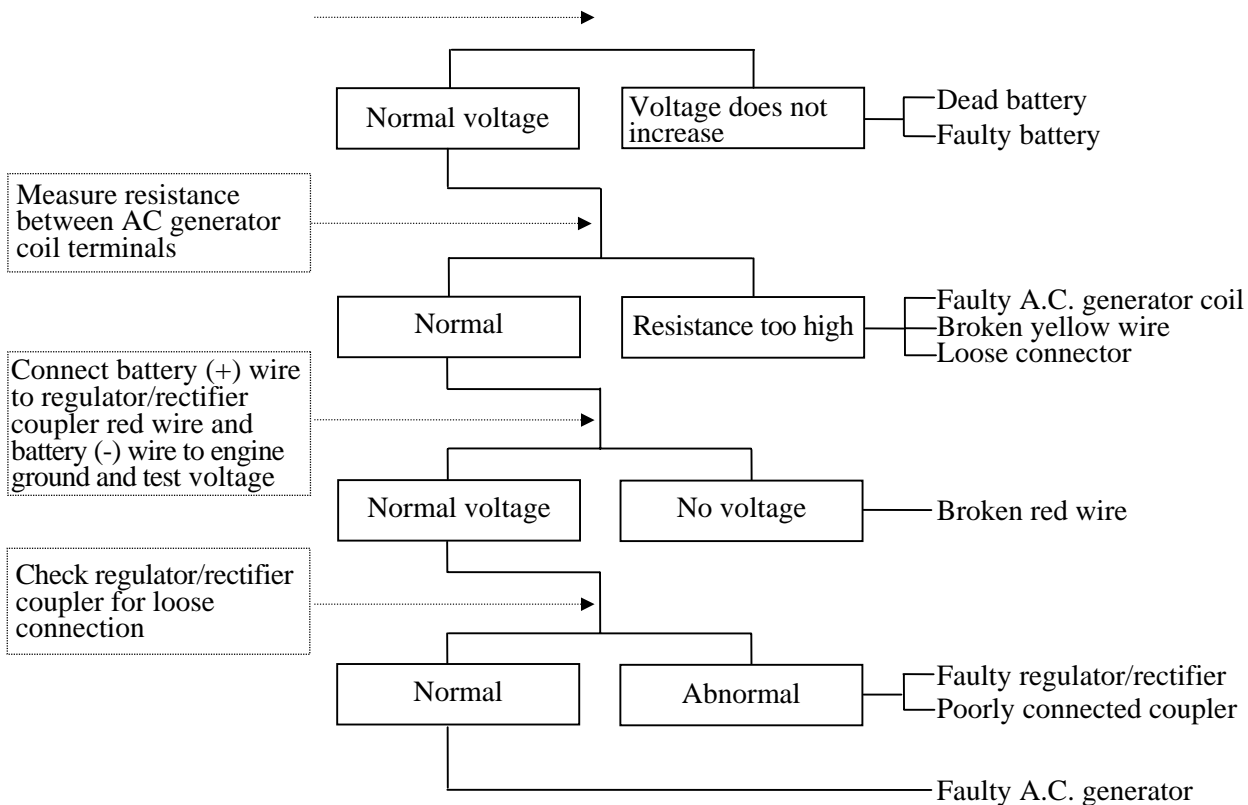 Normal voltage
Voltage does not
increase
Dead battery
Faulty battery
Measure resistance
between AC generator
coil terminals
Normal
Resistance too high
Faulty A.C. generator coil
Broken yellow wire
Loose connector
Connect battery (+) wire
to regulator/rectifier
coupler red wire and
battery (-) wire to engine
ground and test voltage
Normal voltage
No voltage
Broken red wire
Check regulator/rectifier
coupler for loose
connection
Normal
Abnormal
Faulty regulator/rectifier
Poorly connected coupler
Faulty A.C. generator